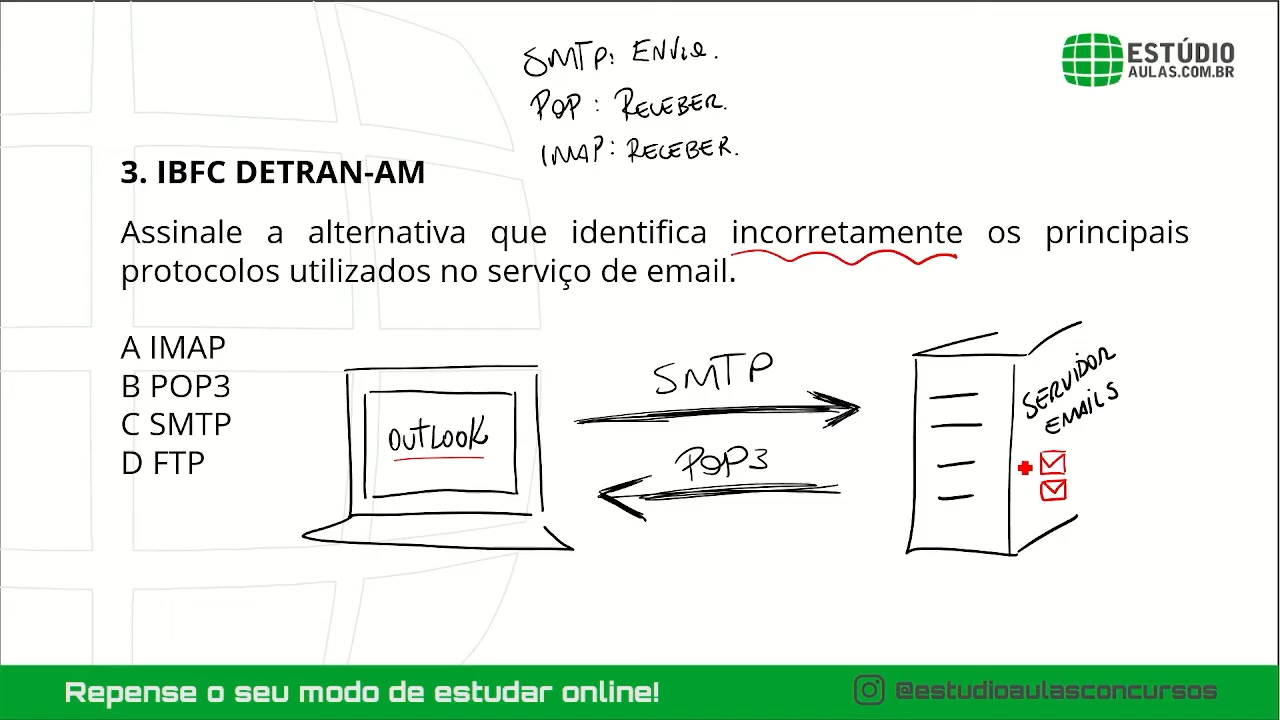 SMTP: ENVIO.
POP: RECEBER.
IMAP: RECEBER.
ESTÚDIO
AULAS.COM.BR
3. IBFC DETRAN-AM
Assinale a alternativa que identifica incorretamente os principais
protocolos utilizados no serviço de email.
A IMAP
B POP3
C SMTP
D FTP
OUTLOOK
SMTP
POP3
SERVIDOR
EMAILS
Repense o seu modo de estudar online!
@estudioaulasconcursos